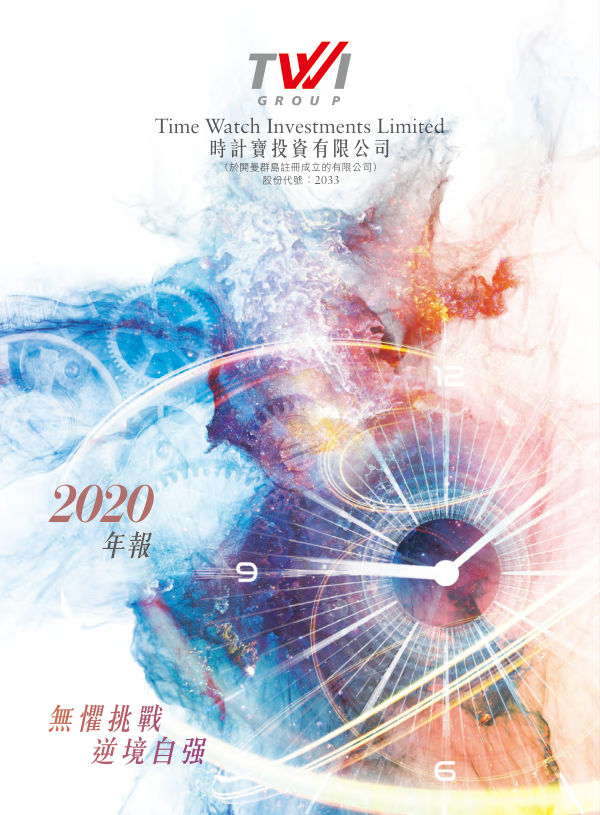 TWI
GROUP
Time Watch Investments Limited
時計寶投資有限公司
（於開曼群島註冊成立的有限公司）
股份代號：2033
12
2020
年報
9
無懼挑戰
逆境自强
6